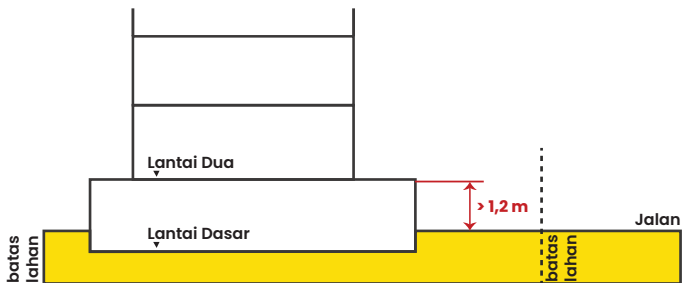 Lantai Dua
> 1,2 m
Jalan
Lantai Dasar
batas
lahan
batas
lahan